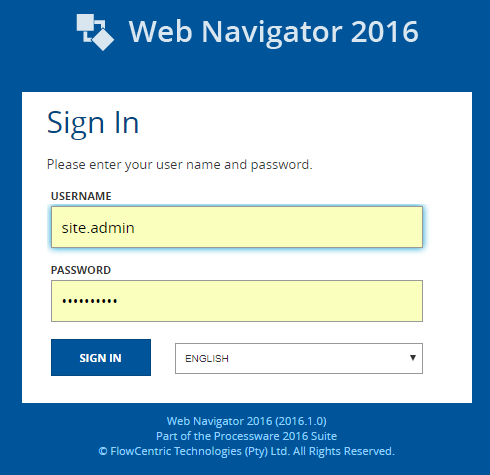 Web Navigator 2016
Sign In
Please enter your user name and password.
USERNAME
site.admin
PASSWORD
••••••••••
SIGN IN
ENGLISH
Web Navigator 2016 (2016.1.0)
Part of the Processware 2016 Suite
© FlowCentric Technologies (Pty) Ltd. All Rights Reserved.